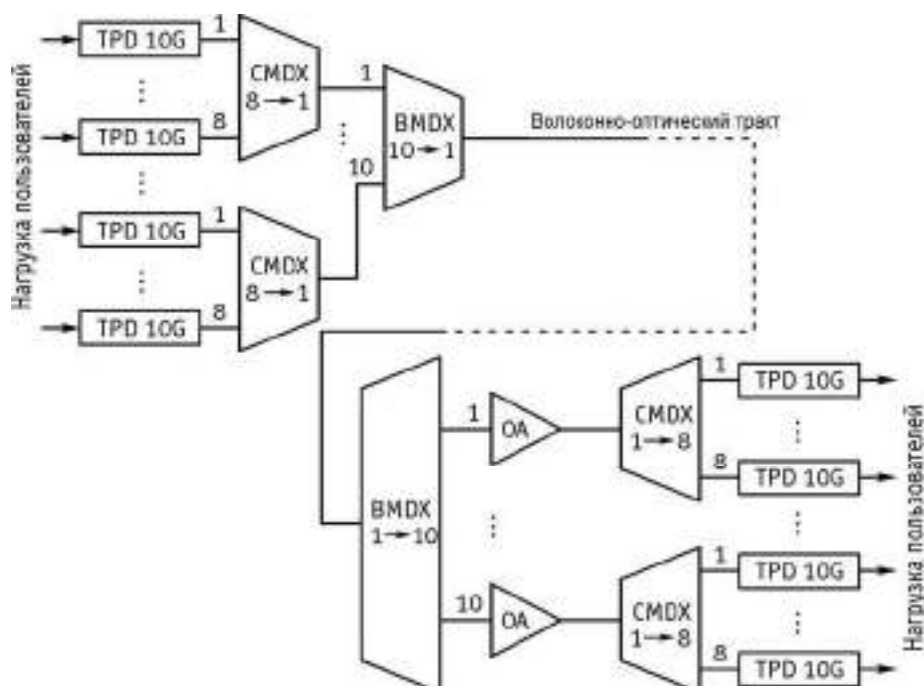 Нагрузка пользователей
TPD 10G
1
⋮
⋮
TPD 10G
8
CMDX
8→1
⋮
TPD 10G
1
⋮
TPD 10G
8
CMDX
8→1
1
⋮
10
BMDX
10→1
Волоконно-оптический тракт
BMDX
1→10
1
OA
⋮
10
OA
CMDX
1→8
1
TPD 10G
⋮
8
TPD 10G
⋮
CMDX
1→8
1
TPD 10G
⋮
8
TPD 10G
Нагрузка пользователей